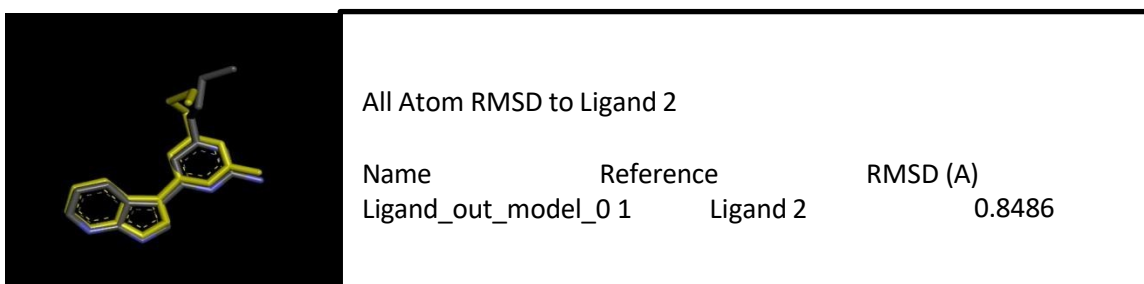 All Atom RMSD to Ligand 2
Name Reference RMSD (A)
Ligand_out_model_0 1 Ligand 2 0.8486